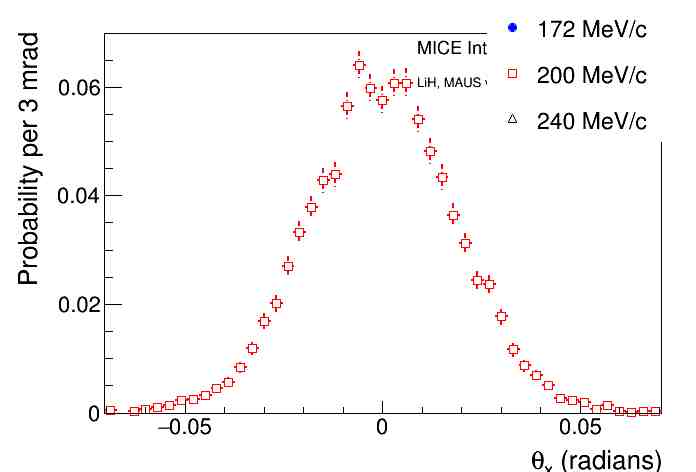 172 MeV/c
MICE Int
200 MeV/c
LiH, MAUS
240 MeV/c
Probability per 3 mrad
0.06
0.04
0.02
0
−0.05
0
0.05
θx (radians)